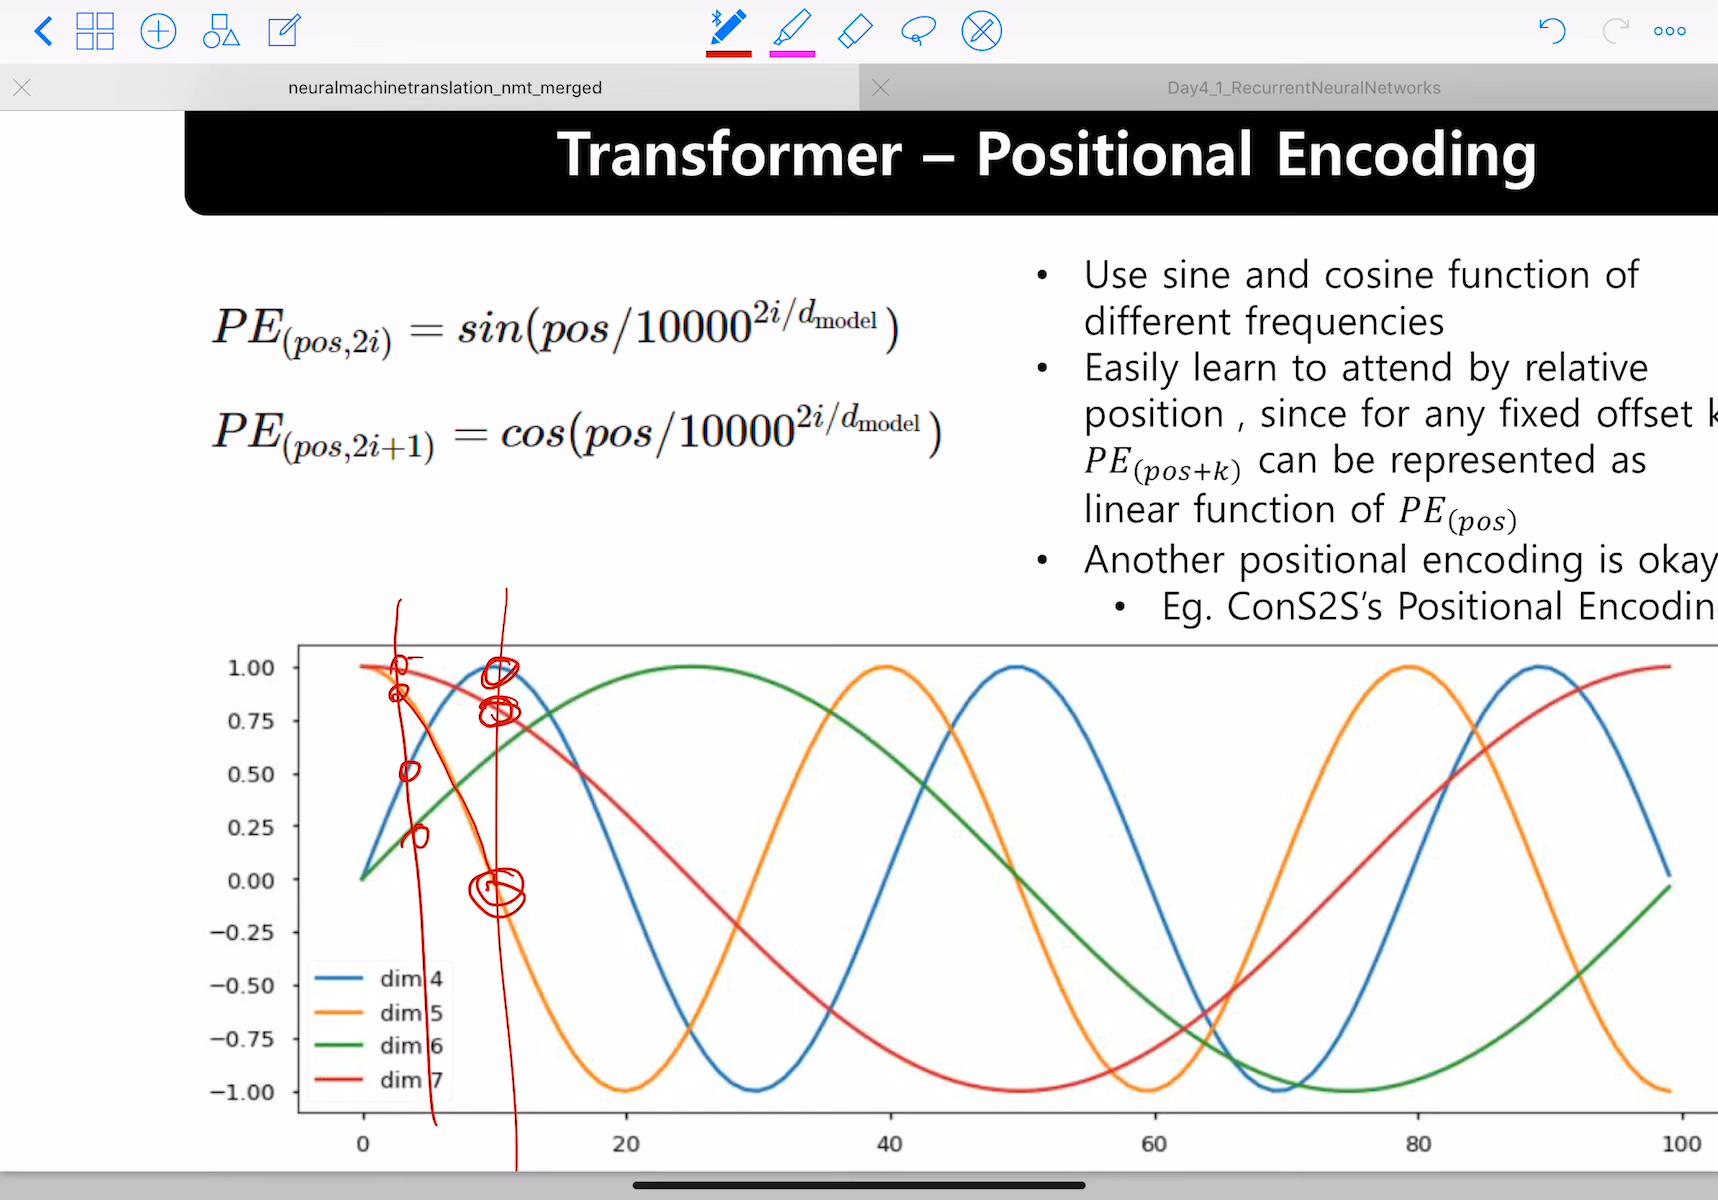 neuralmachinetranslation_nmt_merged
Day4_1_RecurrentNeuralNetworks
Transformer – Positional Encoding
PE(pos,2i) = sin(pos/10000^2i/dmodel)
PE(pos,2i+1) = cos(pos/10000^2i/dmodel)
• Use sine and cosine function of
different frequencies
• Easily learn to attend by relative
position , since for any fixed offset k
PE(pos+k) can be represented as
linear function of PE(pos)
• Another positional encoding is okay
• Eg. ConS2S’s Positional Encodin
1.00
0.75
0.50
0.25
0.00
−0.25
−0.50
−0.75
−1.00
dim 4
dim 5
dim 6
dim 7
0 20 40 60 80 100